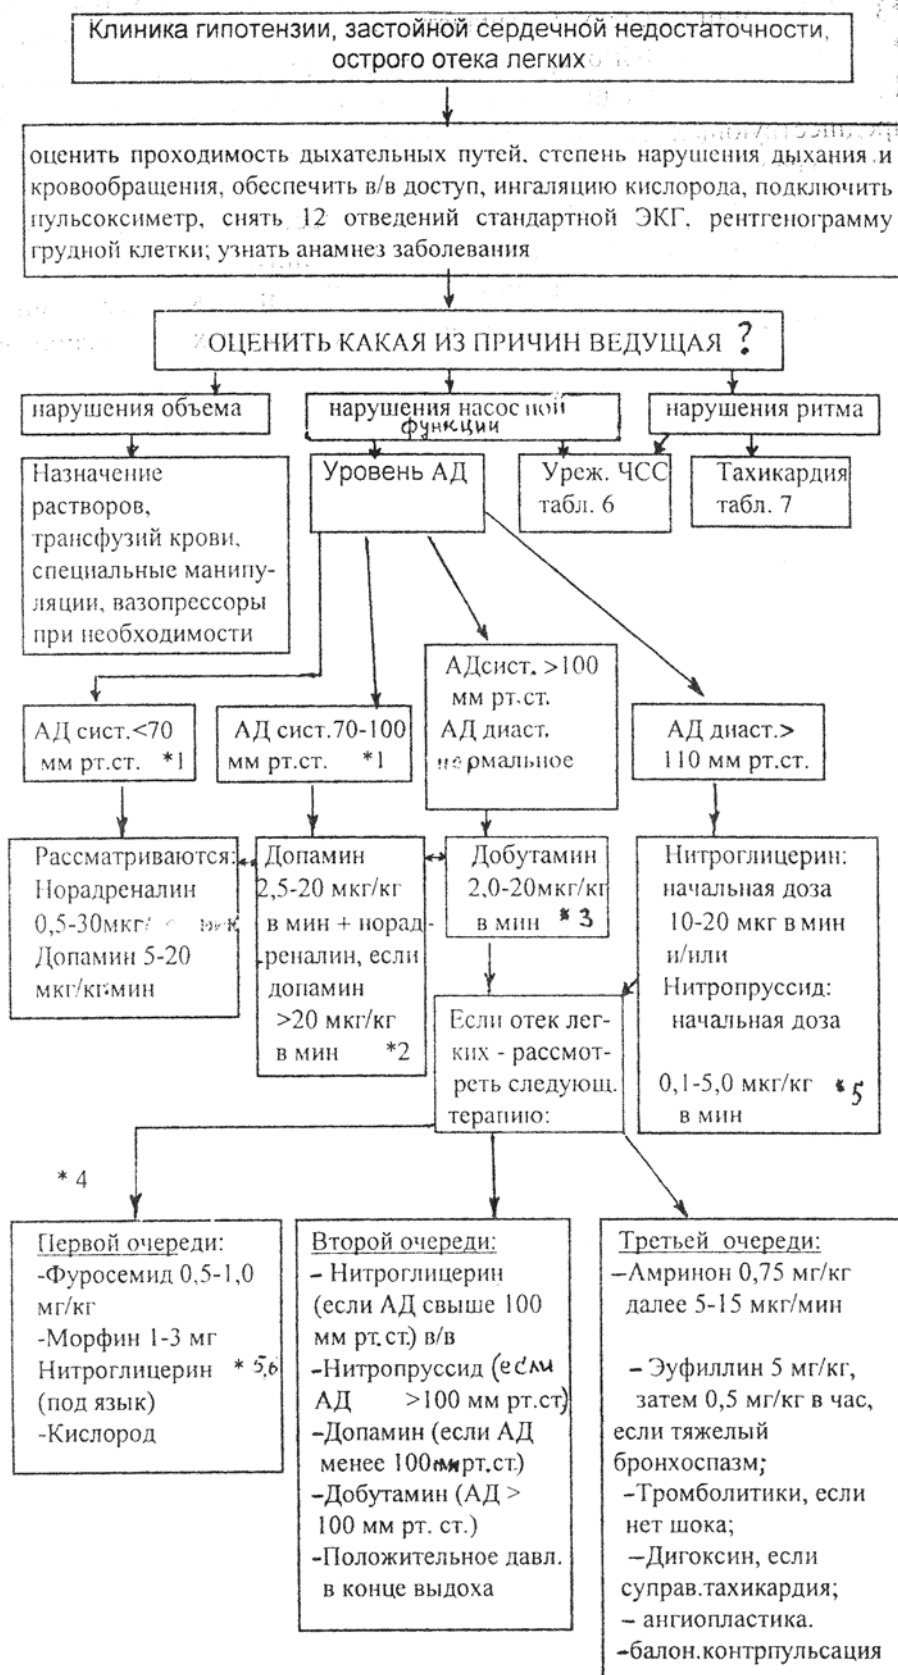 Клиника гипотензии, застойной сердечной недостаточности,
острого отека легких
оценить проходимость дыхательных путей, степень нарушения дыхания и
кровообращения, обеспечить в/в доступ, ингаляцию кислорода, подключить
пульсоксиметр, снять 12 отведений стандартной ЭКГ, рентгенограмму
грудной клетки; узнать анамнез заболевания
ОЦЕНИТЬ КАКАЯ ИЗ ПРИЧИН ВЕДУЩАЯ ?
нарушения объема
нарушения насосной
функции
нарушения ритма
Назначение
растворов,
трансфузий крови,
специальные манипу-
ляции, вазопрессоры
при необходимости
Уровень АД
Уреж. ЧСС
табл. 6
Тахикардия
табл. 7
АД сист.<70
мм рт.ст. *1
АД сист.70-100
мм рт.ст. *1
АДсист. >100
мм рт.ст.
АД диаст.
нормальное
АД диаст.>
110 мм рт.ст.
Рассматриваются:
Норадреналин
0,5-30мкг/
Допамин 5-20
мкг/кг.мин
Допамин
2,5-20 мкг/кг
в мин + норад-
реналин, если
допамин
>20 мкг/кг
в мин *2
Добутамин
2,0-20мкг/кг
в мин *3
Нитроглицерин:
начальная доза
10-20 мкг в мин
и/или
Нитропруссид:
начальная доза
0,1-5,0 мкг/кг *5
в мин
Если отек лег-
ких - рассмот-
реть следующ.
терапию:
* 4
Первой очереди:
-Фуросемид 0,5-1,0
мг/кг
-Морфин 1-3 мг
Нитроглицерин * 5,6
(под язык)
-Кислород
Второй очереди:
- Нитроглицерин
(если АД свыше 100
мм рт.ст.) в/в
-Нитропруссид (если
АД >100 мм рт.ст)
-Допамин (если АД
менее 100мм рт.ст.)
-Добутамин (АД >
100 мм рт. ст.)
-Положительное давл.
в конце выдоха
Третьей очереди:
-Амринон 0,75 мг/кг
далее 5-15 мкг/мин
- Эуфиллин 5 мг/кг,
затем 0,5 мг/кг в час,
если тяжелый
бронхоспазм;
-Тромболитики, если
нет шока;
-Дигоксин, если
суправ.тахикардия;
- ангиопластика.
-балон.контрпульсация